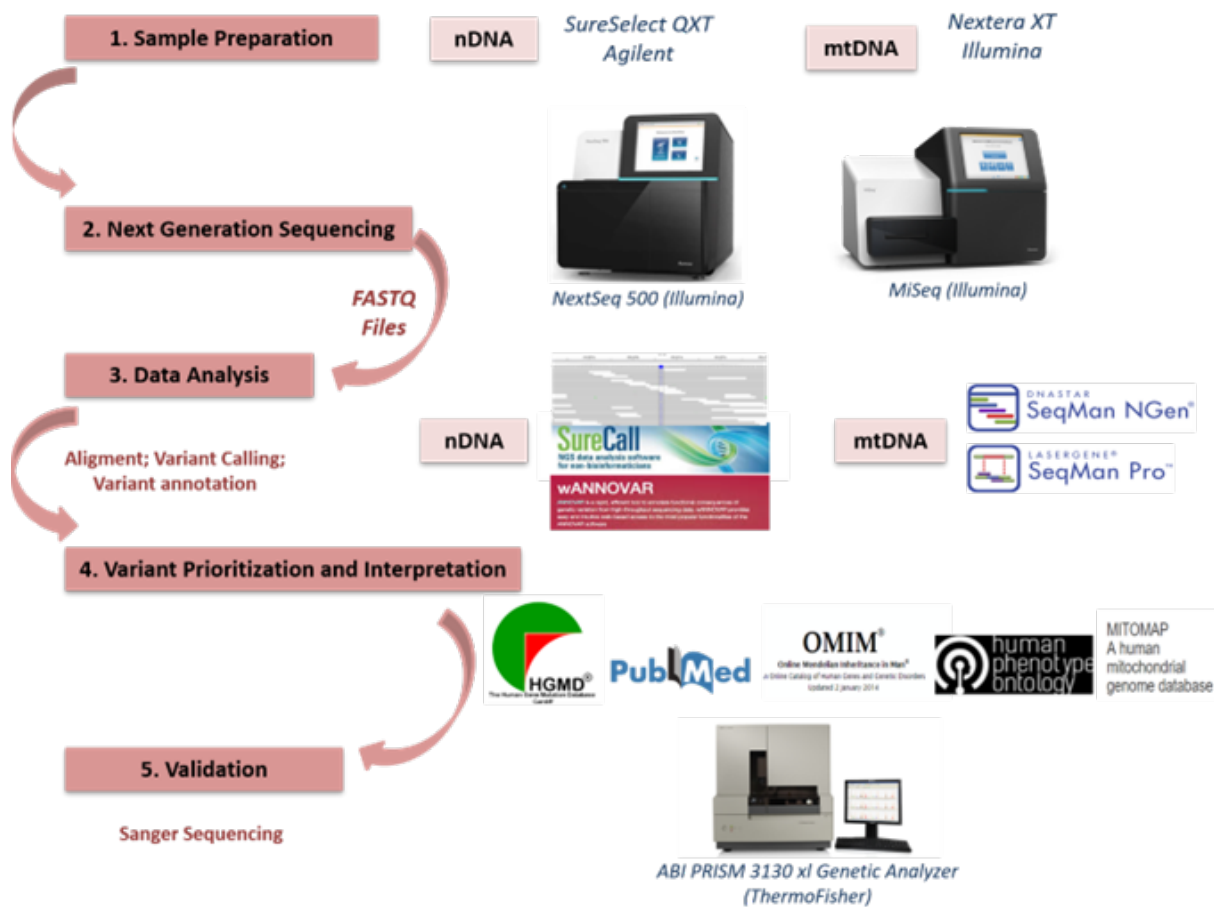 1. Sample Preparation
nDNA
SureSelect QXT
Agilent
mtDNA
Nextera XT
Illumina
2. Next Generation Sequencing
NextSeq 500 (Illumina)
MiSeq (Illumina)
FASTQ
Files
3. Data Analysis
Aligment; Variant Calling;
Variant annotation
nDNA
SureCall
NGS data analysis software
for non-bioinformaticians
wANNOVAR
mtDNA
DNASTAR
SeqMan NGen®
LASERGENE®
SeqMan Pro™
4. Variant Prioritization and Interpretation
HGMD®
The Human Gene Mutation Database
Cardiff
PubMed
OMIM®
Online Mendelian Inheritance in Man®
n Online Catalog of Human Genes and Genetic Disorders
Updated 2 January 2014
human
phenotype
ontology
MITOMAP
A human
mitochondrial
genome database
5. Validation
Sanger Sequencing
ABI PRISM 3130 xl Genetic Analyzer
(ThermoFisher)